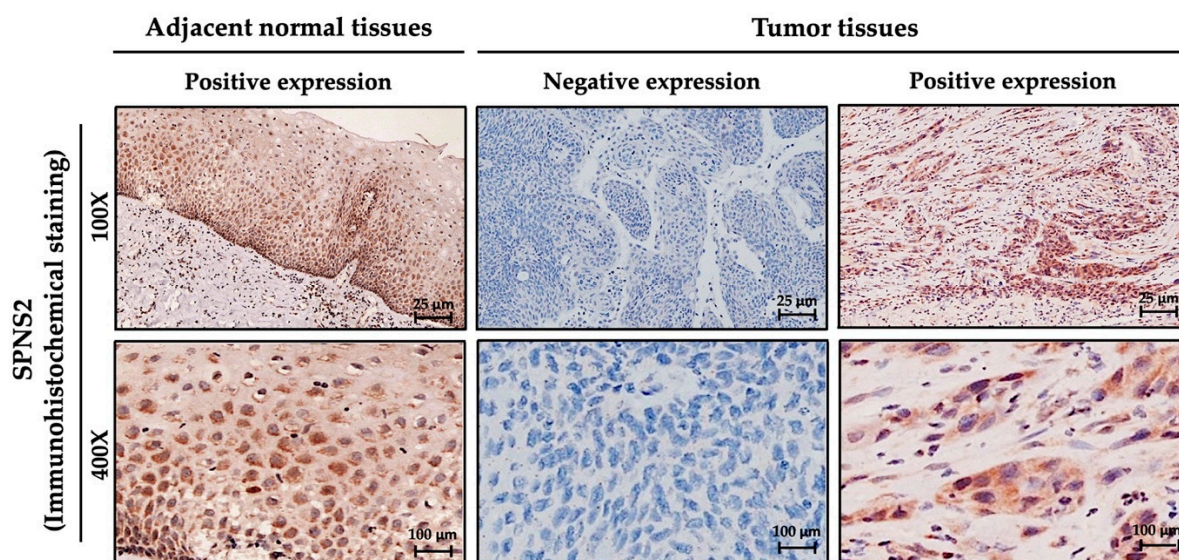 Adjacent normal tissues
Tumor tissues
Positive expression
Negative expression
Positive expression
SPNS2
(Immunohistochemical staining)
100X
25 µm
25 µm
25 µm
400X
100 µm
100 µm
100 µm